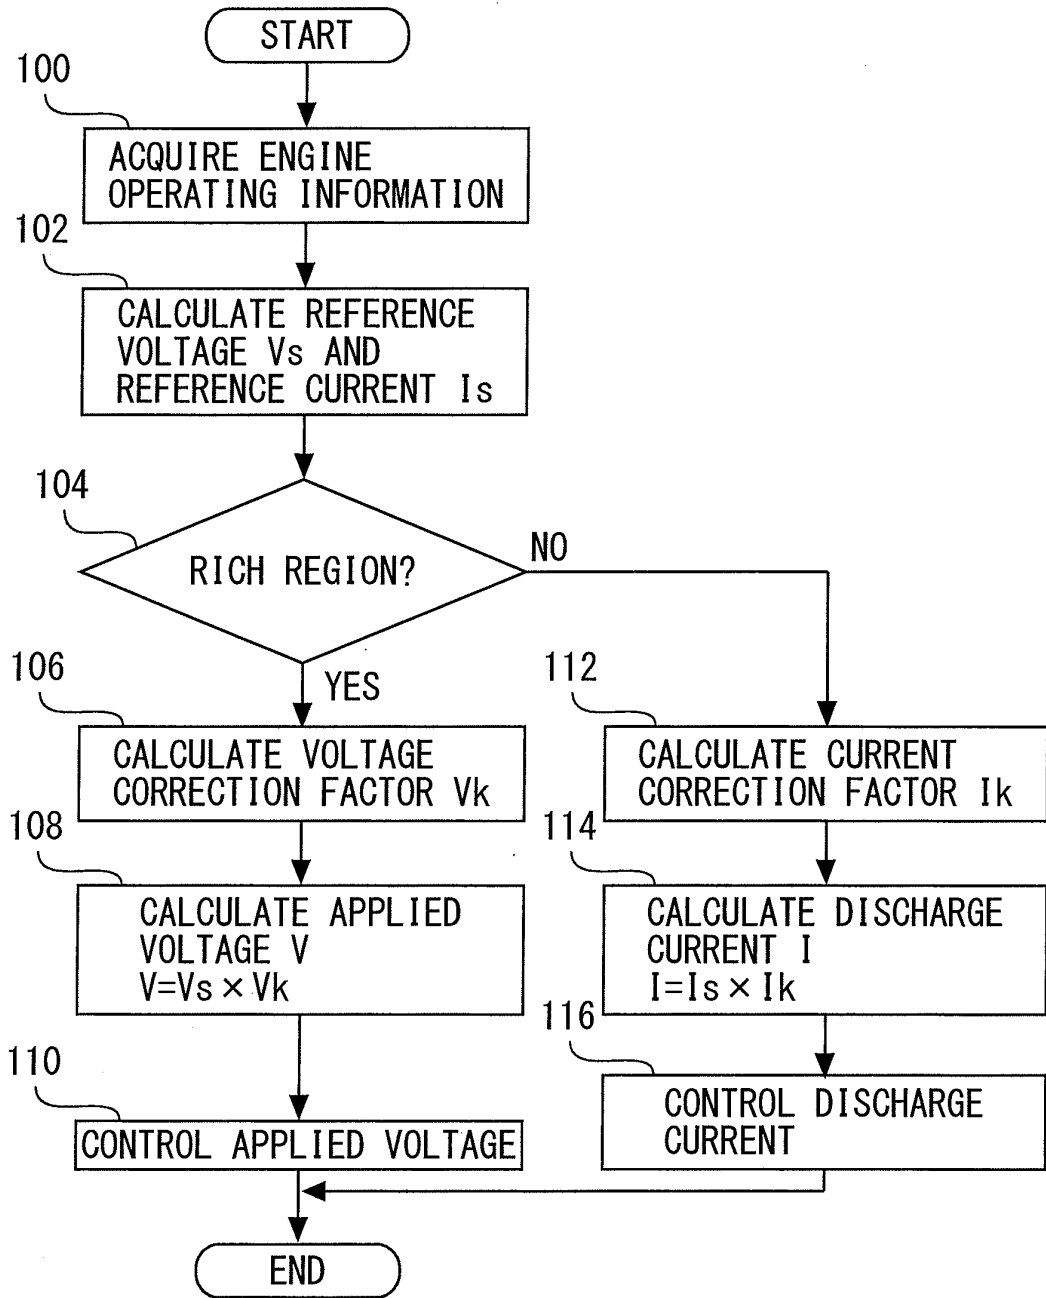 START
100
ACQUIRE ENGINE
OPERATING INFORMATION
102
CALCULATE REFERENCE
VOLTAGE Vs AND
REFERENCE CURRENT Is
104
RICH REGION?
NO
YES
106
CALCULATE VOLTAGE
CORRECTION FACTOR Vk
108
CALCULATE APPLIED
VOLTAGE V
V=Vs×Vk
110
CONTROL APPLIED VOLTAGE
112
CALCULATE CURRENT
CORRECTION FACTOR Ik
114
CALCULATE DISCHARGE
CURRENT I
I=Is×Ik
116
CONTROL DISCHARGE
CURRENT
END